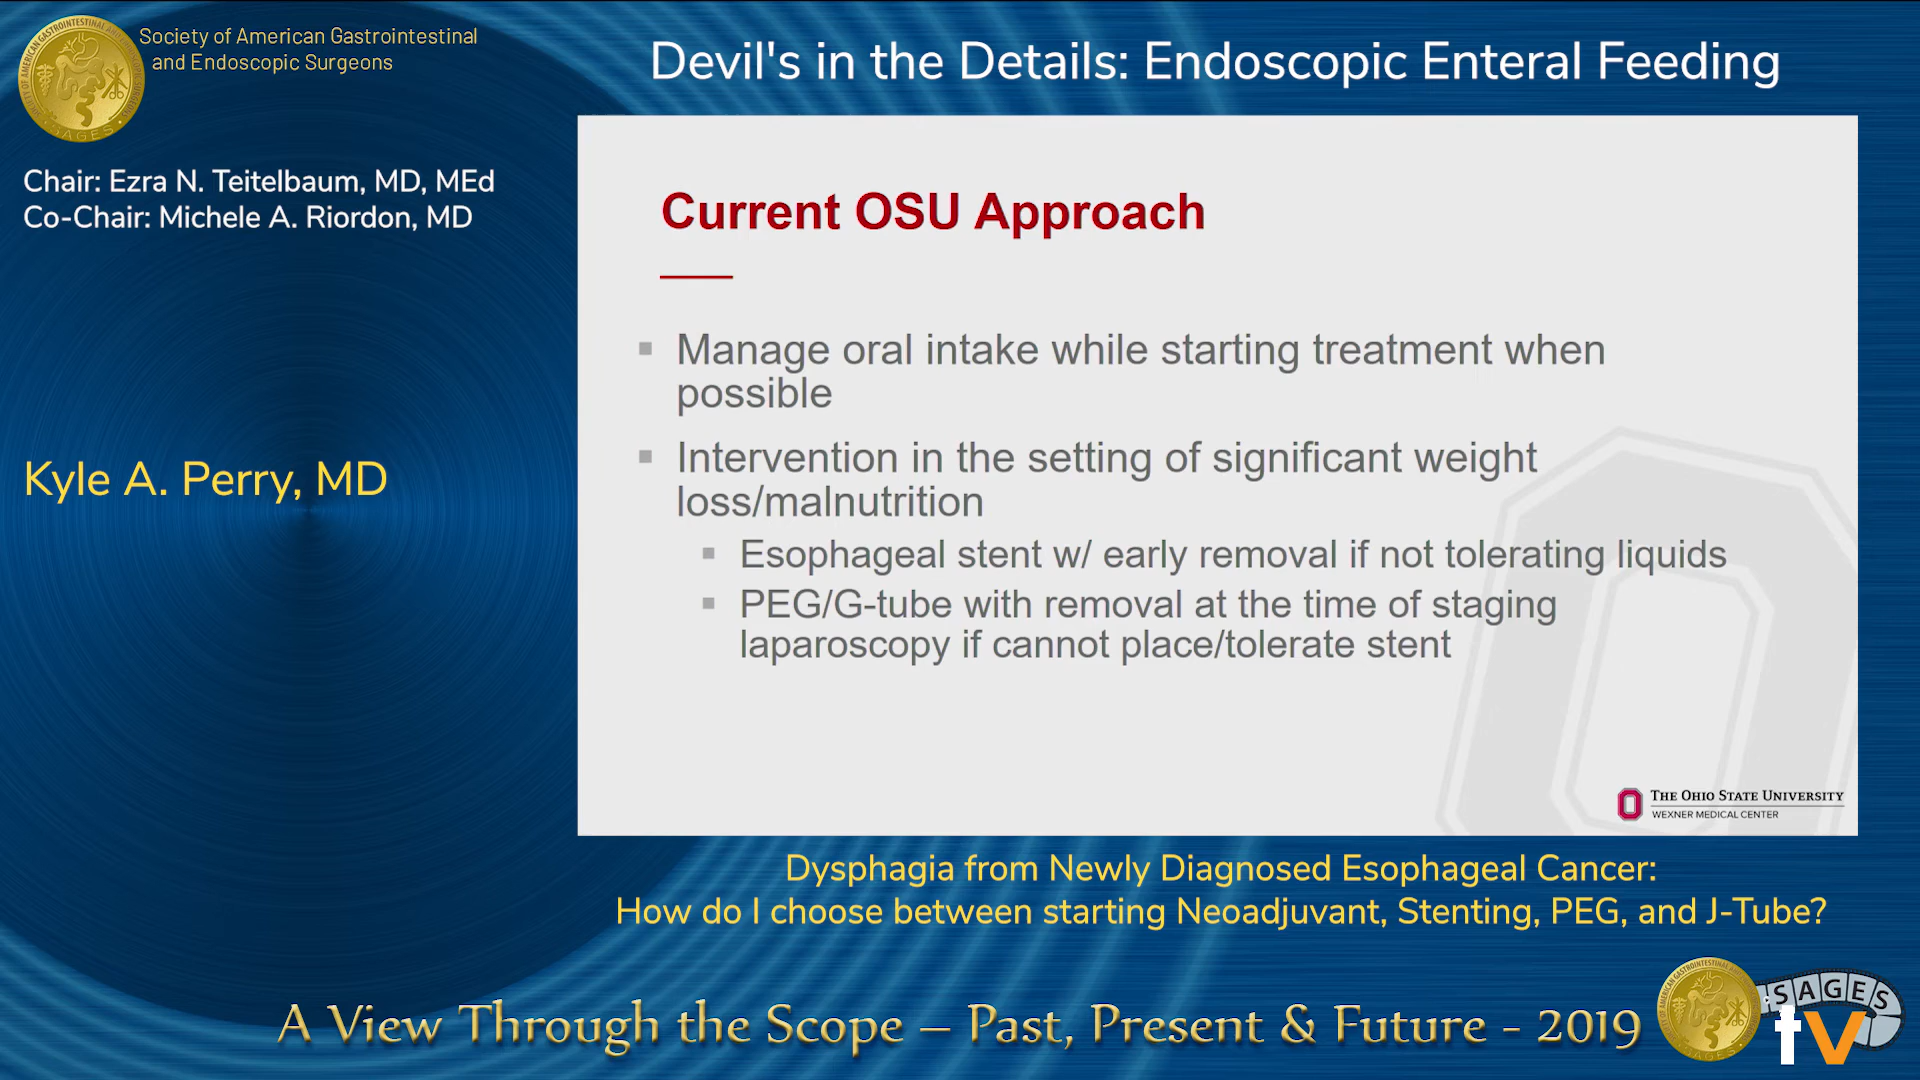 Society of American Gastrointestinal
and Endoscopic Surgeons
SAGES
Devil's in the Details: Endoscopic Enteral Feeding
Chair: Ezra N. Teitelbaum, MD, MEd
Co-Chair: Michele A. Riordon, MD
Kyle A. Perry, MD
Current OSU Approach
Manage oral intake while starting treatment when
possible
Intervention in the setting of significant weight
loss/malnutrition
Esophageal stent w/ early removal if not tolerating liquids
PEG/G-tube with removal at the time of staging
laparoscopy if cannot place/tolerate stent
THE OHIO STATE UNIVERSITY
WEXNER MEDICAL CENTER
Dysphagia from Newly Diagnosed Esophageal Cancer:
How do I choose between starting Neoadjuvant, Stenting, PEG, and J-Tube?
A View Through the Scope – Past, Present & Future - 2019
SAGES
tv